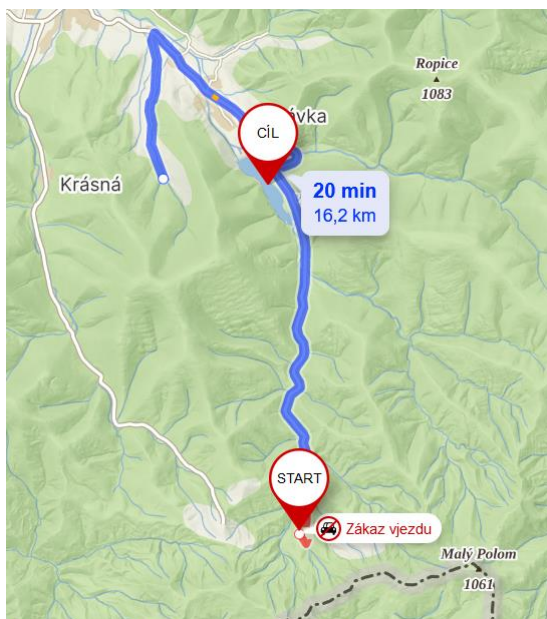 Ropice
1083
CÍL
Krásná
20 min
16,2 km
START
Zákaz vjezdu
Malý Polom
1061